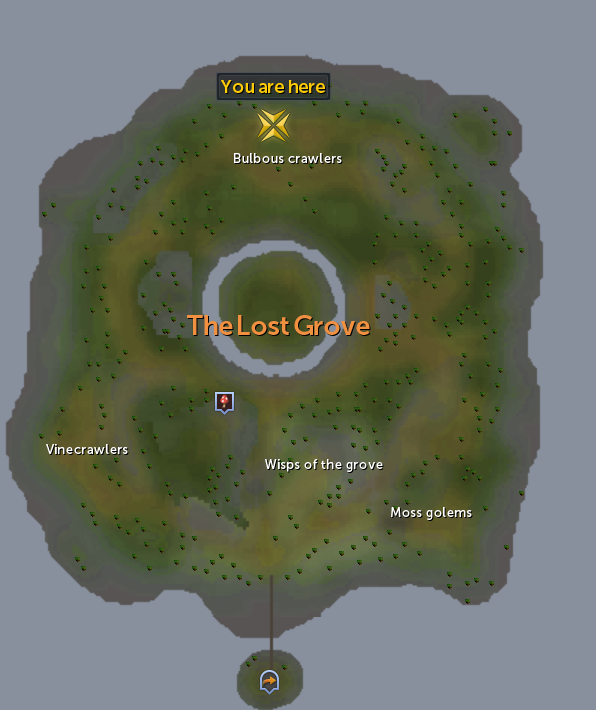 You are here
Bulbous crawlers
The Lost Grove
Vinecrawlers
Wisps of the grove
Moss golems